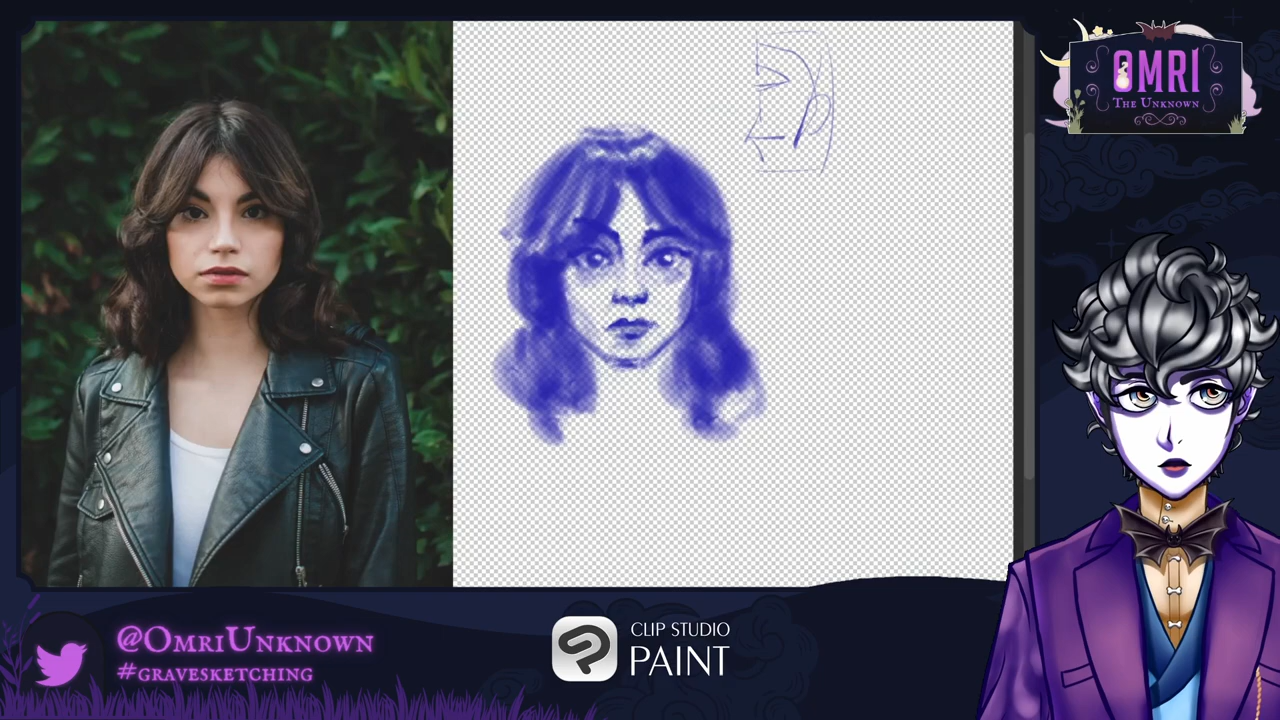 OMRI
The Unknown
@OmriUnknown
#gravesketching
CLIP STUDIO
PAINT